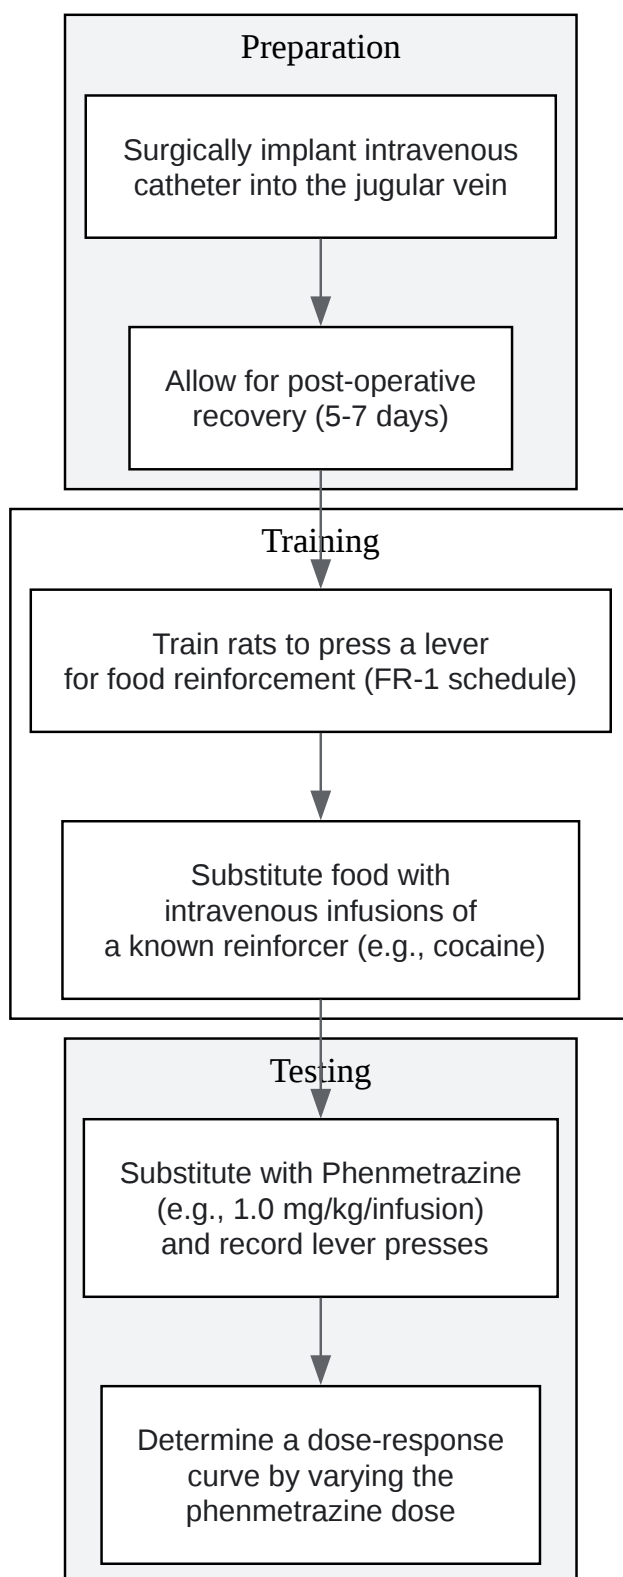 Preparation
Surgically implant intravenous
catheter into the jugular vein
Allow for post-operative
recovery (5-7 days)
Training
Train rats to press a lever
for food reinforcement (FR-1 schedule)
Substitute food with
intravenous infusions of
a known reinforcer (e.g., cocaine)
Testing
Substitute with Phenmetrazine
(e.g., 1.0 mg/kg/infusion)
and record lever presses
Determine a dose-response
curve by varying the
phenmetrazine dose